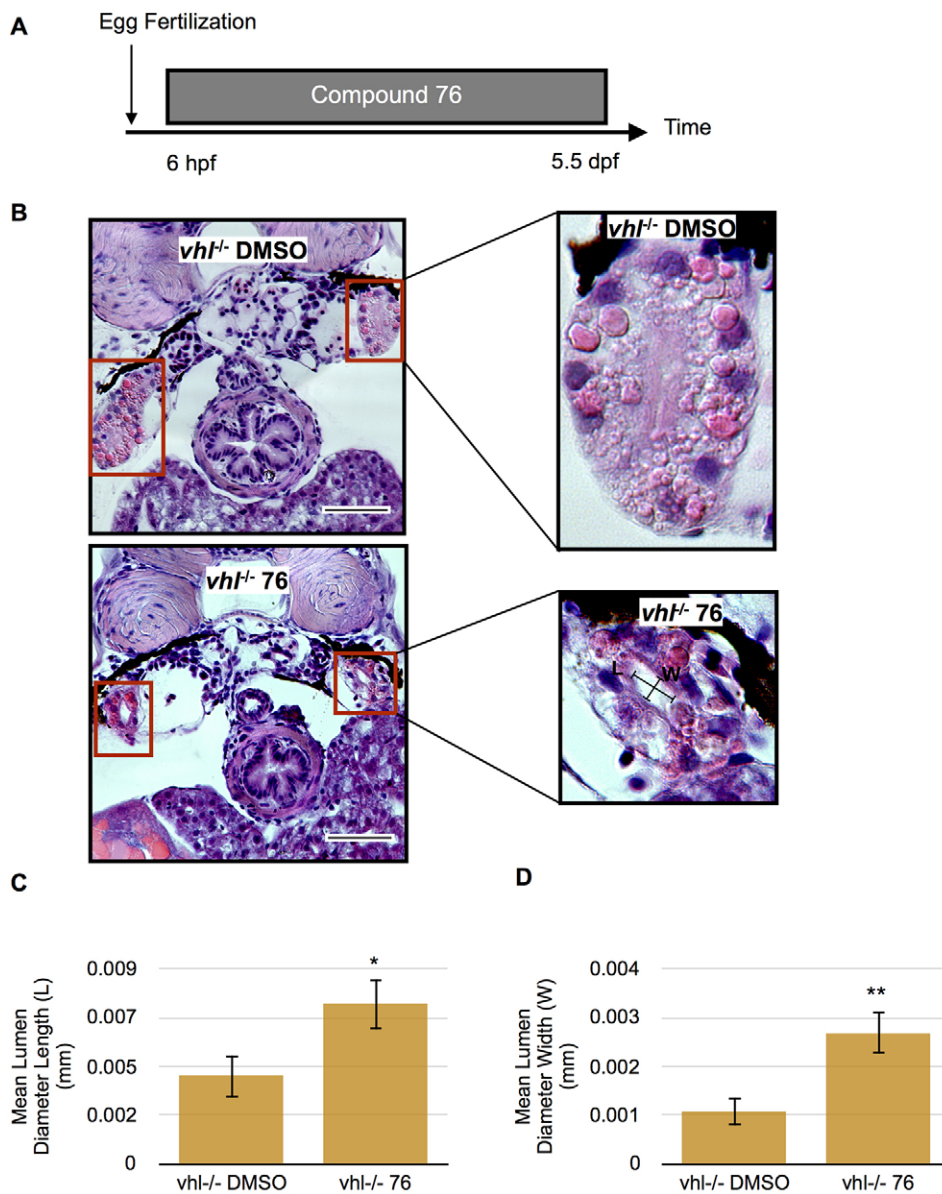 A
Egg Fertilization
Compound 76
Time
6 hpf
5.5 dpf
B
vhl-/- DMSO
vhl-/- DMSO
vhl-/- 76
vhl-/- 76
L
W
C
Mean Lumen
Diameter Length (L)
(mm)
0.009
0.007
0.005
0.002
0
*
vhl-/- DMSO
vhl-/- 76
D
Mean Lumen
Diameter Width (W)
(mm)
0.004
0.003
0.002
0.001
0
**
vhl-/- DMSO
vhl-/- 76